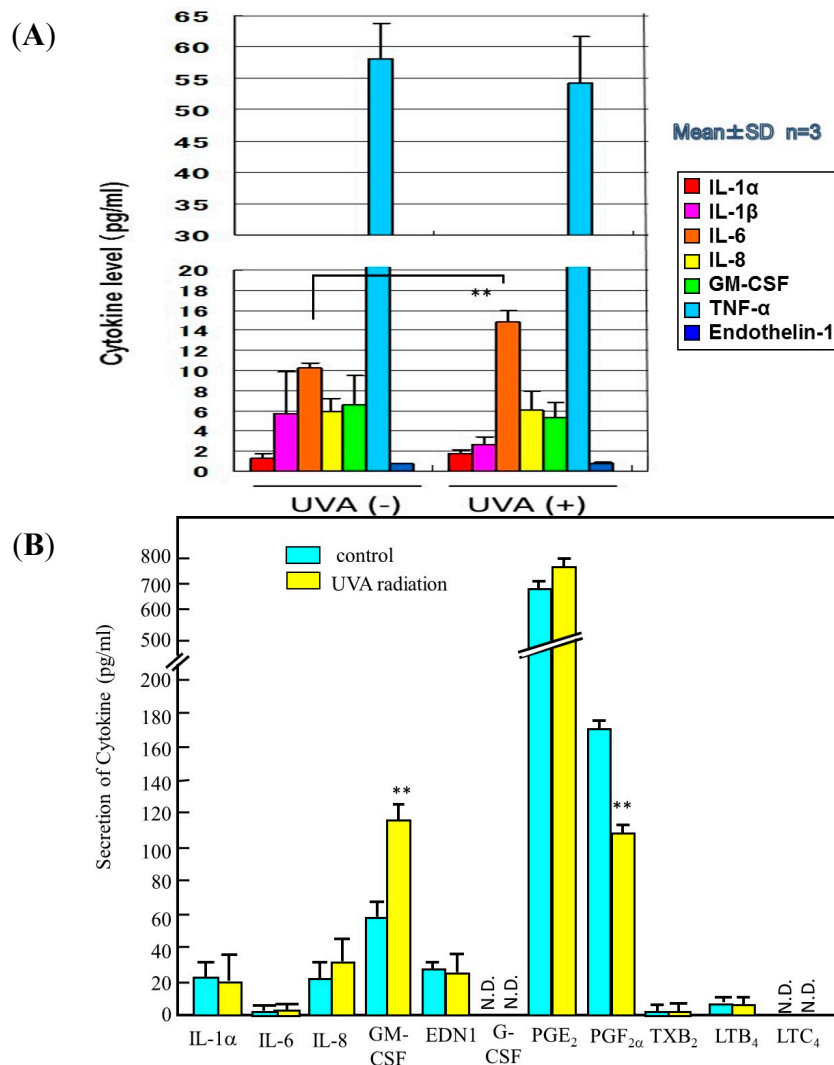 (A)
Cytokine level (pg/ml)
65
60
55
50
45
40
35
30
20
18
16
14
12
10
8
6
4
2
0
**
UVA (-)
UVA (+)
Mean±SD n=3
IL-1α
IL-1β
IL-6
IL-8
GM-CSF
TNF-α
Endothelin-1
(B)
Secretion of Cytokine (pg/ml)
800
700
600
500
200
180
160
140
120
100
80
60
40
20
0
control
UVA radiation
**
**
N.D.
N.D.
N.D.
N.D.
IL-1α IL-6 IL-8 GM-CSF EDN1 G-CSF PGE₂ PGF₂α TXB₂ LTB₄ LTC₄